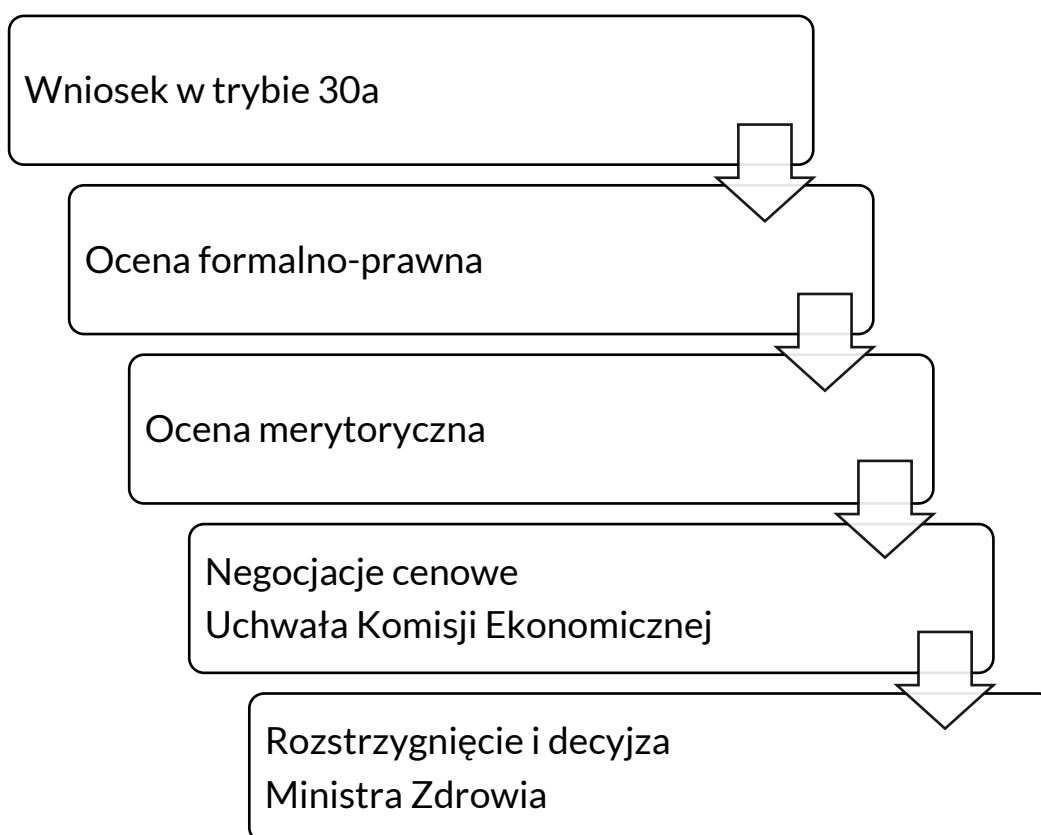 Wniosek w trybie 30a
Ocena formalno-prawna
Ocena merytoryczna
Negocjacje cenowe
Uchwała Komisji Ekonomicznej
Rozstrzygnięcie i decyjza
Ministra Zdrowia